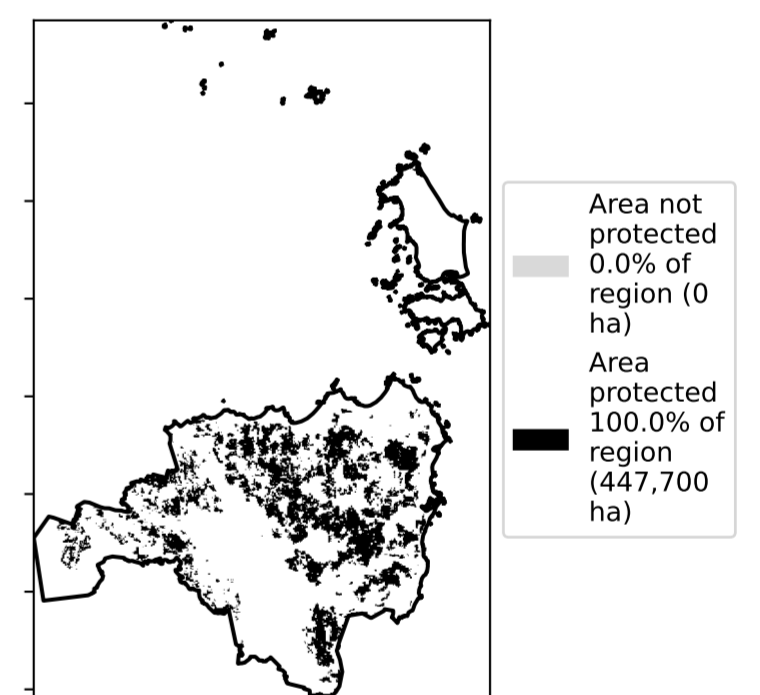 Area not
protected
0.0% of
region (0
ha)
Area
protected
100.0% of
region
(447,700
ha)